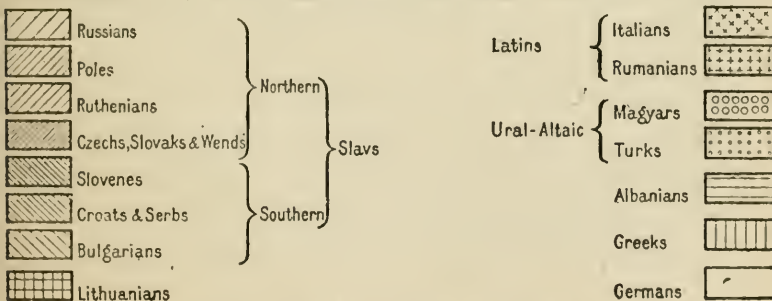 Russians
Poles
Ruthenians
Czechs, Slovaks & Wends
Northern
Slovenes
Croats & Serbs
Bulgarians
Southern
Slavs
Lithuanians
Latins
Italians
Rumanians
Ural-Altaic
Magyars
Turks
Albanians
Greeks
Germans